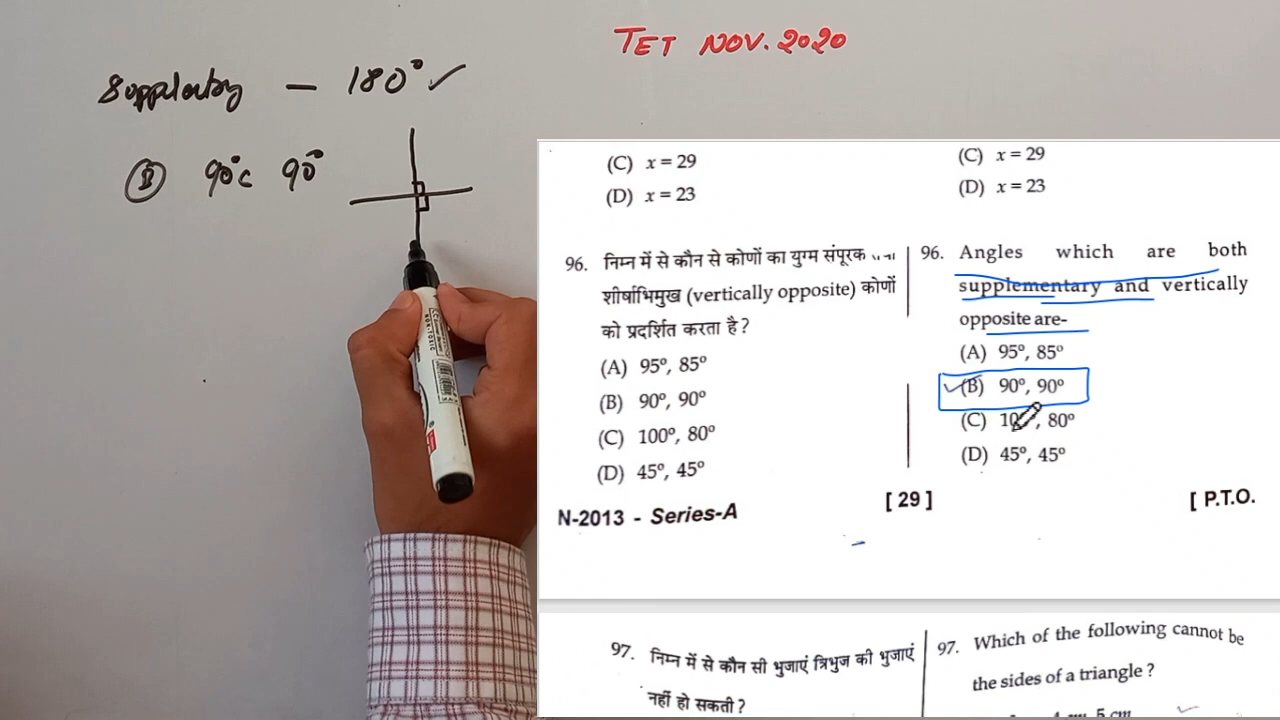 TET NOV. 2020
— 180° ✓
90° 90°
(C) x = 29
(D) x = 23
96. निम्न में से कौन से कोणों का युग्म संपूरक
शीर्षाभिमुख (vertically opposite) कोणों
को प्रदर्शित करता है ?
(A) 95°, 85°
(B) 90°, 90°
(C) 100°, 80°
(D) 45°, 45°
(C) x = 29
(D) x = 23
96. Angles which are both
supplementary and vertically
opposite are-
(A) 95°, 85°
(B) 90°, 90°
(C) 80°
(D) 45°, 45°
N-2013 - Series-A [ 29 ] [ P.T.O.
97. निम्न में से कौन सी भुजाएं त्रिभुज की भुजाएं
नहीं हो सकती ?
97. Which of the following cannot be
the sides of a triangle ?
5 cm